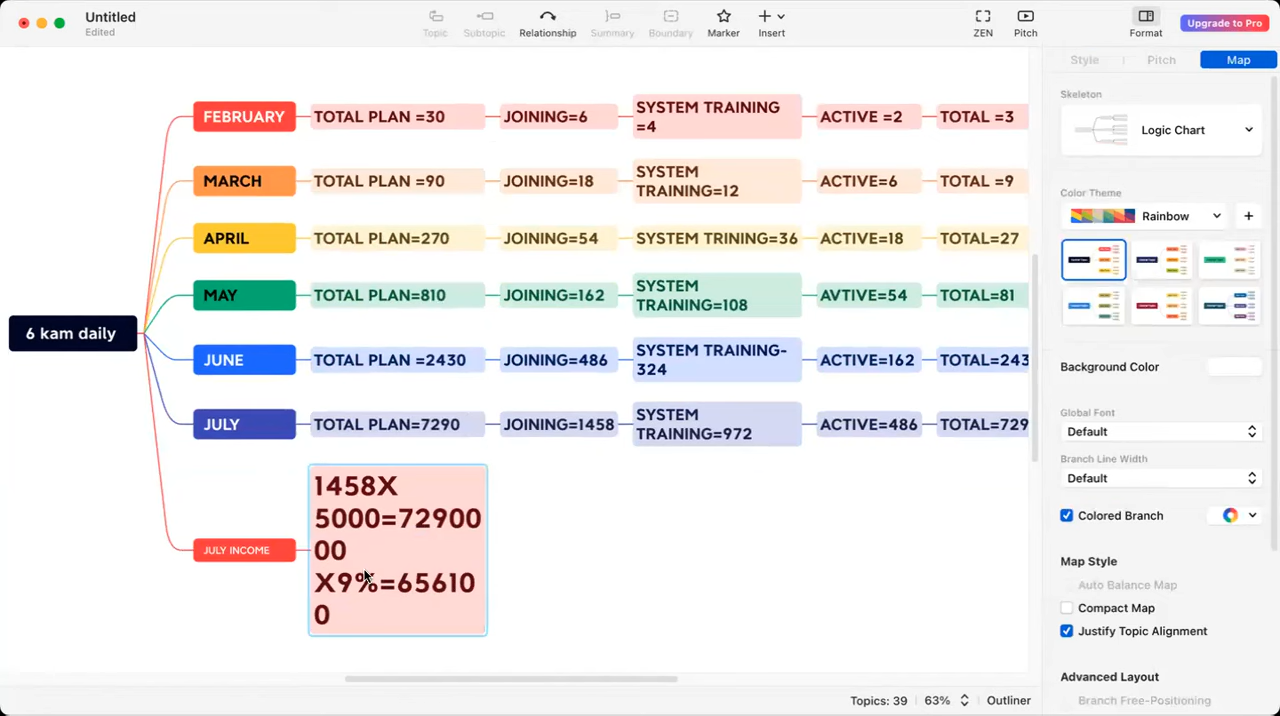 Untitled
Edited
Topic
Subtopic
Relationship
Summary
Boundary
Marker
Insert
ZEN
Pitch
Format
Upgrade to Pro
Style
Pitch
Map
Skeleton
Logic Chart
Color Theme
Rainbow
Background Color
Global Font
Default
Branch Line Width
Default
Colored Branch
Map Style
Auto Balance Map
Compact Map
Justify Topic Alignment
Advanced Layout
Branch Free-Positioning
6 kam daily
FEBRUARY
TOTAL PLAN =30
JOINING=6
SYSTEM TRAINING
=4
ACTIVE =2
TOTAL =3
MARCH
TOTAL PLAN =90
JOINING=18
SYSTEM
TRAINING=12
ACTIVE=6
TOTAL =9
APRIL
TOTAL PLAN=270
JOINING=54
SYSTEM TRINING=36
ACTIVE=18
TOTAL=27
MAY
TOTAL PLAN=810
JOINING=162
SYSTEM
TRAINING=108
AVTIVE=54
TOTAL=81
JUNE
TOTAL PLAN =2430
JOINING=486
SYSTEM TRAINING-
324
ACTIVE=162
TOTAL=243
JULY
TOTAL PLAN=7290
JOINING=1458
SYSTEM
TRAINING=972
ACTIVE=486
TOTAL=729
JULY INCOME
1458X
5000=72900
00
X9%=65610
0
Topics: 39
63%
Outliner